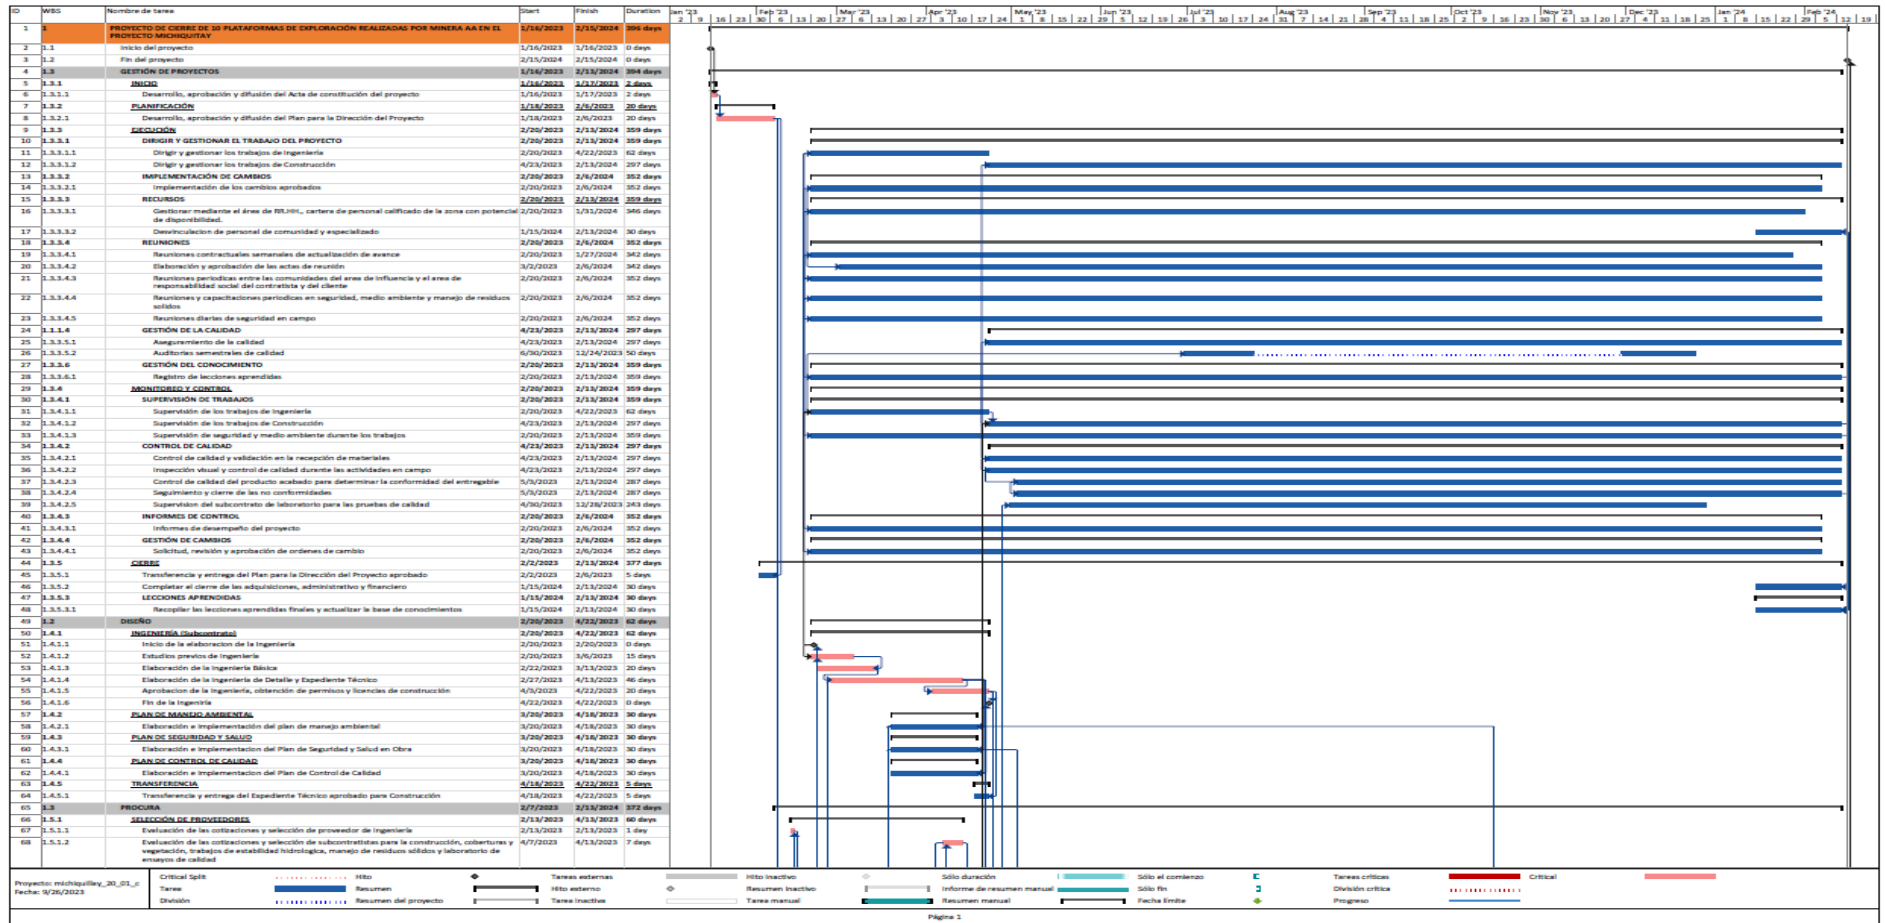 ID WBS Nombre de tarea Start Finish Duration Jan '23 Feb '23 Mar '23 Apr '23 May '23 Jun '23 Jul '23 Aug '23 Sep '23 Oct '23 Nov '23 Dec '23 Jan '24 Feb '24
2 9 16 23 30 6 13 20 27 6 13 20 27 3 10 17 24 1 8 15 22 29 5 12 19 26 3 10 17 24 31 7 14 21 28 4 11 18 25 2 9 16 23 30 6 13 20 27 4 11 18 25 1 8 15 22 29 5 12 19
1 1 PROYECTO DE CIERRE DE 10 PLATAFORMAS DE EXPLORACIÓN REALIZADAS POR MINERA AA EN EL 1/16/2023 2/15/2024 396 days
PROYECTO MICHIQUITAY
2 1.1 Inicio del proyecto 1/16/2023 1/16/2023 0 days
3 1.2 Fin del proyecto 2/15/2024 2/15/2024 0 days
4 1.3 GESTIÓN DE PROYECTOS 1/16/2023 2/13/2024 394 days
5 1.3.1 INICIO 1/16/2023 1/17/2023 2 days
6 1.3.1.1 Desarrollo, aprobación y difusión del Acta de constitución del proyecto 1/16/2023 1/17/2023 2 days
7 1.3.2 PLANIFICACIÓN 1/18/2023 2/6/2023 20 days
8 1.3.2.1 Desarrollo, aprobación y difusión del Plan para la Dirección del Proyecto 1/18/2023 2/6/2023 20 days
9 1.3.3 EJECUCIÓN 2/20/2023 2/13/2024 359 days
10 1.3.3.1 DIRIGIR Y GESTIONAR EL TRABAJO DEL PROYECTO 2/20/2023 2/13/2024 359 days
11 1.3.3.1.1 Dirigir y gestionar los trabajos de Ingeniería 2/20/2023 4/22/2023 62 days
12 1.3.3.1.2 Dirigir y gestionar los trabajos de Construcción 4/23/2023 2/13/2024 297 days
13 1.3.3.2 IMPLEMENTACIÓN DE CAMBIOS 2/20/2023 2/6/2024 352 days
14 1.3.3.2.1 Implementación de los cambios aprobados 2/20/2023 2/6/2024 352 days
15 1.3.3.3 RECURSOS 2/20/2023 2/13/2024 359 days
16 1.3.3.3.1 Gestionar mediante el área de RR.HH., cartera de personal calificado de la zona con potencial 2/20/2023 1/31/2024 346 days
de disponibilidad.
17 1.3.3.3.2 Desvinculacion de personal de comunidad y especializado 1/15/2024 2/13/2024 30 days
18 1.3.3.4 REUNIONES 2/20/2023 2/6/2024 352 days
19 1.3.3.4.1 Reuniones contractuales semanales de actualización de avance 2/20/2023 1/27/2024 342 days
20 1.3.3.4.2 Elaboración y aprobación de las actas de reunión 3/2/2023 2/6/2024 342 days
21 1.3.3.4.3 Reuniones periodicas entre las comunidades del area de influencia y el area de 2/20/2023 2/6/2024 352 days
responsabilidad social del contratista y del cliente
22 1.3.3.4.4 Reuniones y capacitaciones periodicas en seguridad, medio ambiente y manejo de residuos 2/20/2023 2/6/2024 352 days
solidos
23 1.3.3.4.5 Reuniones diarias de seguridad en campo 2/20/2023 2/6/2024 352 days
24 1.1.1.4 GESTIÓN DE LA CALIDAD 4/23/2023 2/13/2024 297 days
25 1.3.3.5.1 Aseguramiento de la calidad 4/23/2023 2/13/2024 297 days
26 1.3.3.5.2 Auditorias semestrales de calidad 6/30/2023 12/24/2023 50 days
27 1.3.3.6 GESTIÓN DEL CONOCIMIENTO 2/20/2023 2/13/2024 359 days
28 1.3.3.6.1 Registro de lecciones aprendidas 2/20/2023 2/13/2024 359 days
29 1.3.4 MONITOREO Y CONTROL 2/20/2023 2/13/2024 359 days
30 1.3.4.1 SUPERVISIÓN DE TRABAJOS 2/20/2023 2/13/2024 359 days
31 1.3.4.1.1 Supervisión de los trabajos de Ingeniería 2/20/2023 4/22/2023 62 days
32 1.3.4.1.2 Supervisión de los trabajos de Construcción 4/23/2023 2/13/2024 297 days
33 1.3.4.1.3 Supervisión de seguridad y medio ambiente durante los trabajos 2/20/2023 2/13/2024 359 days
34 1.3.4.2 CONTROL DE CALIDAD 4/23/2023 2/13/2024 297 days
35 1.3.4.2.1 Control de calidad y validación en la recepción de materiales 4/23/2023 2/13/2024 297 days
36 1.3.4.2.2 Inspección visual y control de calidad durante las actividades en campo 4/23/2023 2/13/2024 297 days
37 1.3.4.2.3 Control de calidad del producto acabado para determinar la conformidad del entregable 5/3/2023 2/13/2024 287 days
38 1.3.4.2.4 Seguimiento y cierre de las no conformidades 5/3/2023 2/13/2024 287 days
39 1.3.4.2.5 Supervision del subcontrato de laboratorio para las pruebas de calidad 4/30/2023 12/28/2023 243 days
40 1.3.4.3 INFORMES DE CONTROL 2/20/2023 2/6/2024 352 days
41 1.3.4.3.1 Informes de desempeño del proyecto 2/20/2023 2/6/2024 352 days
42 1.3.4.4 GESTIÓN DE CAMBIOS 2/20/2023 2/6/2024 352 days
43 1.3.4.4.1 Solicitud, revisión y aprobación de ordenes de cambio 2/20/2023 2/6/2024 352 days
44 1.3.5 CIERRE 2/2/2023 2/13/2024 377 days
45 1.3.5.1 Transferencia y entrega del Plan para la Dirección del Proyecto aprobado 2/2/2023 2/6/2023 5 days
46 1.3.5.2 Completar el cierre de las adquisiciones, administrativo y financiero 1/15/2024 2/13/2024 30 days
47 1.3.5.3 LECCIONES APRENDIDAS 1/15/2024 2/13/2024 30 days
48 1.3.5.3.1 Recopilar las lecciones aprendidas finales y actualizar la base de conocimientos 1/15/2024 2/13/2024 30 days
49 1.2 DISEÑO 2/20/2023 4/22/2023 62 days
50 1.4.1 INGENIERÍA (Subcontrato) 2/20/2023 4/22/2023 62 days
51 1.4.1.1 Inicio de la elaboracion de la Ingeniería 2/20/2023 2/20/2023 0 days
52 1.4.1.2 Estudios previos de Ingeniería 2/20/2023 3/6/2023 15 days
53 1.4.1.3 Elaboración de la Ingeniería Básica 2/22/2023 3/13/2023 20 days
54 1.4.1.4 Elaboración de la Ingeniería de Detalle y Expediente Técnico 2/27/2023 4/13/2023 46 days
55 1.4.1.5 Aprobacion de la Ingeniería, obtención de permisos y licencias de construcción 4/3/2023 4/22/2023 20 days
56 1.4.1.6 Fin de la Ingeniria 4/22/2023 4/22/2023 0 days
57 1.4.2 PLAN DE MANEJO AMBIENTAL 3/20/2023 4/18/2023 30 days
58 1.4.2.1 Elaboración e implementación del plan de manejo ambiental 3/20/2023 4/18/2023 30 days
59 1.4.3 PLAN DE SEGURIDAD Y SALUD 3/20/2023 4/18/2023 30 days
60 1.4.3.1 Elaboración e Implementacion del Plan de Seguridad y Salud en Obra 3/20/2023 4/18/2023 30 days
61 1.4.4 PLAN DE CONTROL DE CALIDAD 3/20/2023 4/18/2023 30 days
62 1.4.4.1 Elaboración e Implementacion del Plan de Control de Calidad 3/20/2023 4/18/2023 30 days
63 1.4.5 TRANSFERENCIA 4/18/2023 4/22/2023 5 days
64 1.4.5.1 Transferencia y entrega del Expediente Técnico aprobado para Construcción 4/18/2023 4/22/2023 5 days
65 1.3 PROCURA 2/7/2023 2/13/2024 372 days
66 1.5.1 SELECCIÓN DE PROVEEDORES 2/13/2023 4/13/2023 60 days
67 1.5.1.1 Evaluación de las cotizaciones y selección de proveedor de Ingeniería 2/13/2023 2/13/2023 1 day
68 1.5.1.2 Evaluación de las cotizaciones y selección de subcontratistas para la construcción, coberturas y 4/7/2023 4/13/2023 7 days
vegetación, trabajos de estabilidad hidrologica, manejo de residuos sólidos y laboratorio de
ensayos de calidad
Proyecto: michiquillay_20_01_c
Fecha: 9/26/2023
Critical Split Hito Tareas externas Hito inactivo Sólo duración Sólo el comienzo Tareas críticas Critical
Tarea Resumen Hito externo Resumen inactivo Informe de resumen manual Sólo fin División crítica
División Resumen del proyecto Tarea inactiva Tarea manual Resumen manual Fecha límite Progreso
Página 1